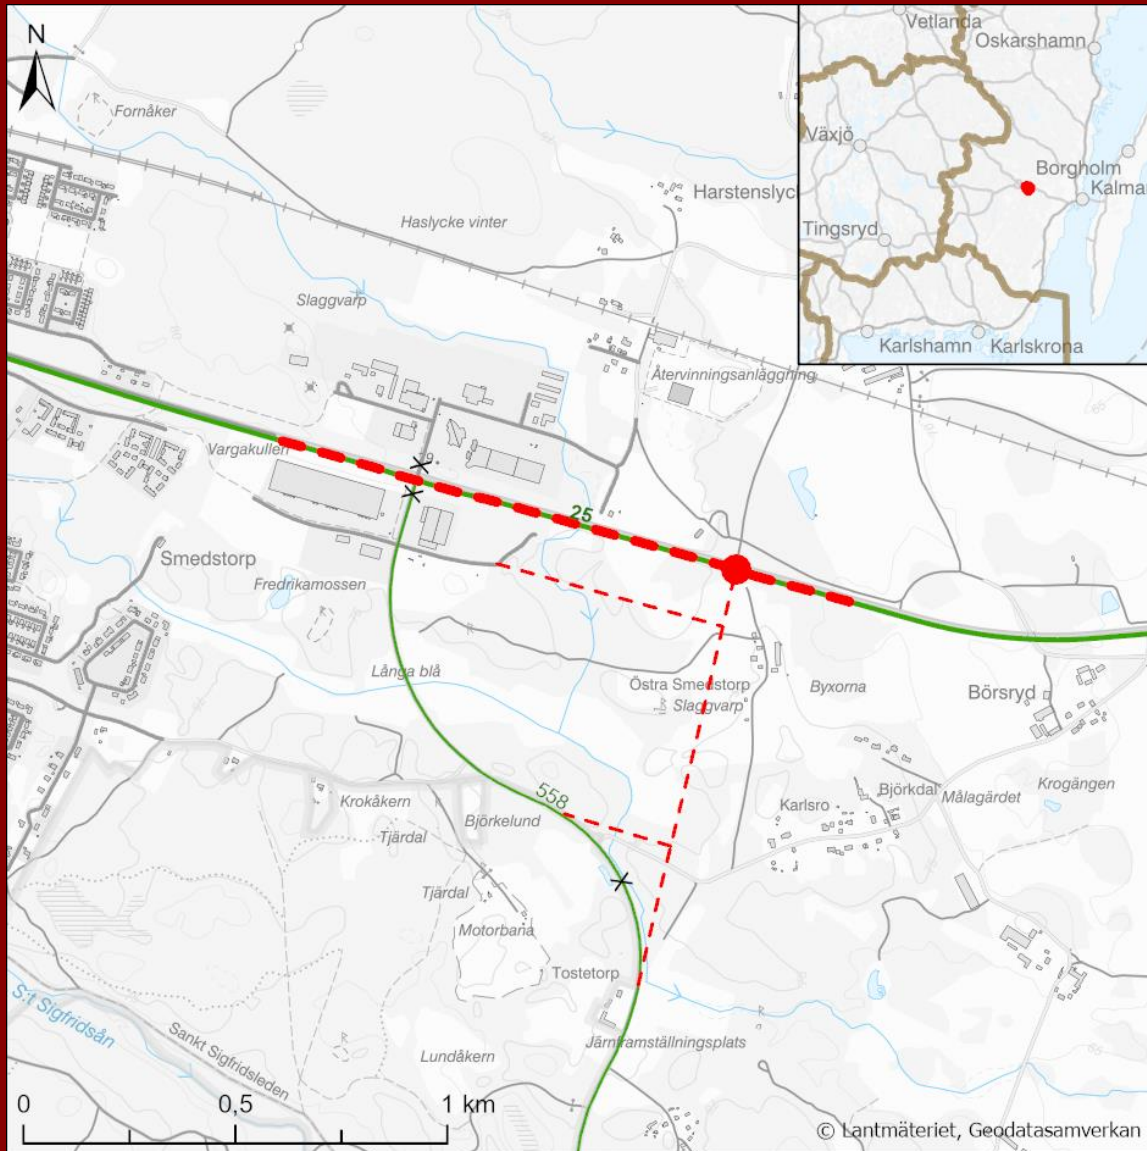 N
Fornåker
Vetlanda
Oskarshamn
Växjö
Borgholm
Kalmar
Tingsryd
Karlshamn
Karlskrona
Harstenslyc
Haslycke vinter
Slaggvarp
Återvinningsanläggning
Vargakullen
79
25
Smedstorp
Fredrikamossen
Långa blå
Östra Smedstorp
Slaggvarp
Byxorna
Börsryd
558
Krokåkern
Björkelund
Karlsro
Björkdal
Målagärdet
Krogängen
Tjärdal
Tjärdal
Motorbana
Tostetorp
S:t Sigfridsån
Sankt Sigfridsleden
Lundåkern
Järnframställningsplats
0 0,5 1 km
© Lantmäteriet, Geodatasamverkan